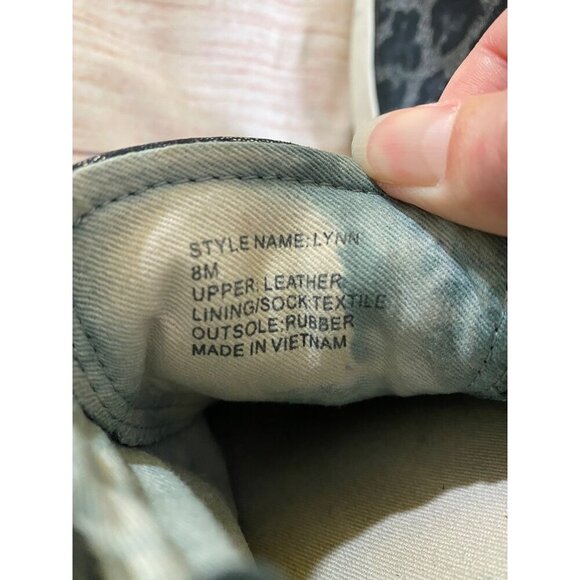 STYLE NAME: LYNN
8M
UPPER: LEATHER
LINING/SOCK TEXTILE
OUTSOLE: RUBBER
MADE IN VIETNAM